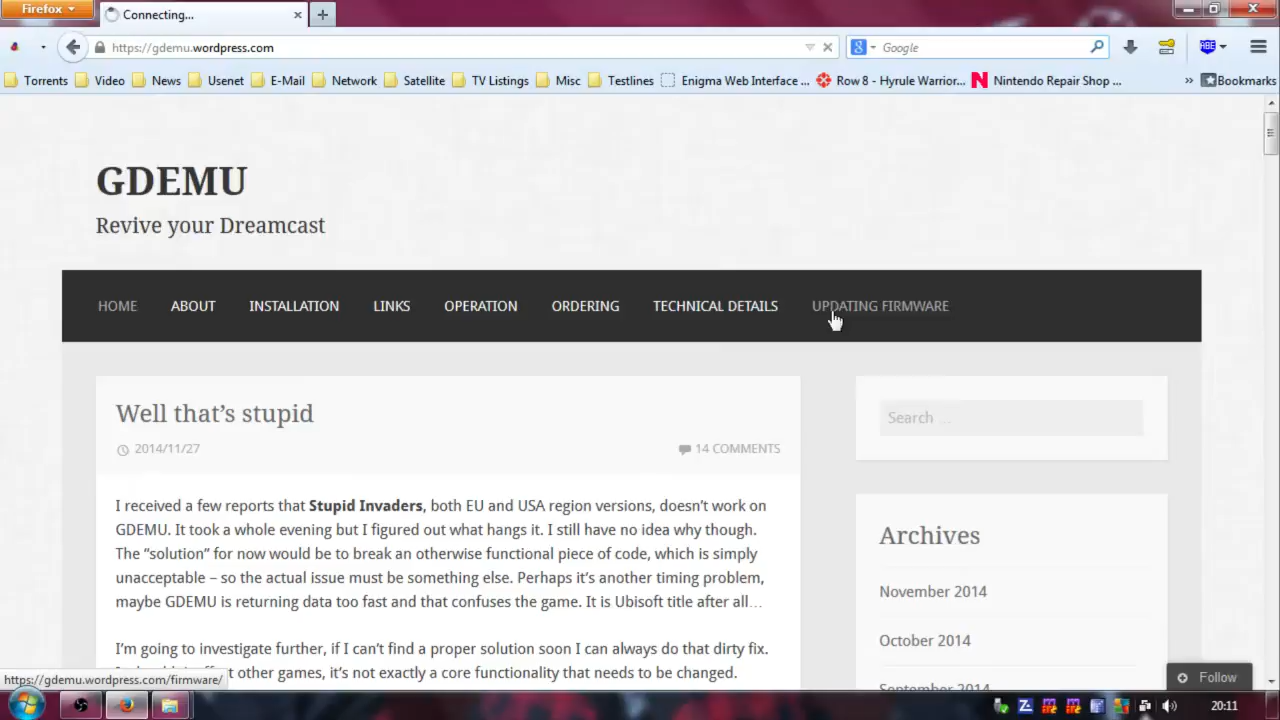 Firefox
Connecting...
https://gdemu.wordpress.com
Google
ABE
Torrents Video News Usenet E-Mail Network Satellite TV Listings Misc Testlines Enigma Web Interface ... Row 8 - Hyrule Warrior... Nintendo Repair Shop ... » Bookmarks
GDEMU
Revive your Dreamcast
HOME ABOUT INSTALLATION LINKS OPERATION ORDERING TECHNICAL DETAILS UPDATING FIRMWARE
Well that’s stupid
2014/11/27 14 COMMENTS
I received a few reports that Stupid Invaders, both EU and USA region versions, doesn’t work on
GDEMU. It took a whole evening but I figured out what hangs it. I still have no idea why though.
The “solution” for now would be to break an otherwise functional piece of code, which is simply
unacceptable – so the actual issue must be something else. Perhaps it’s another timing problem,
maybe GDEMU is returning data too fast and that confuses the game. It is Ubisoft title after all…
I’m going to investigate further, if I can’t find a proper solution soon I can always do that dirty fix.
other games, it’s not exactly a core functionality that needs to be changed.
Search …
Archives
November 2014
October 2014
September 2014
Follow
https://gdemu.wordpress.com/firmware/
20:11